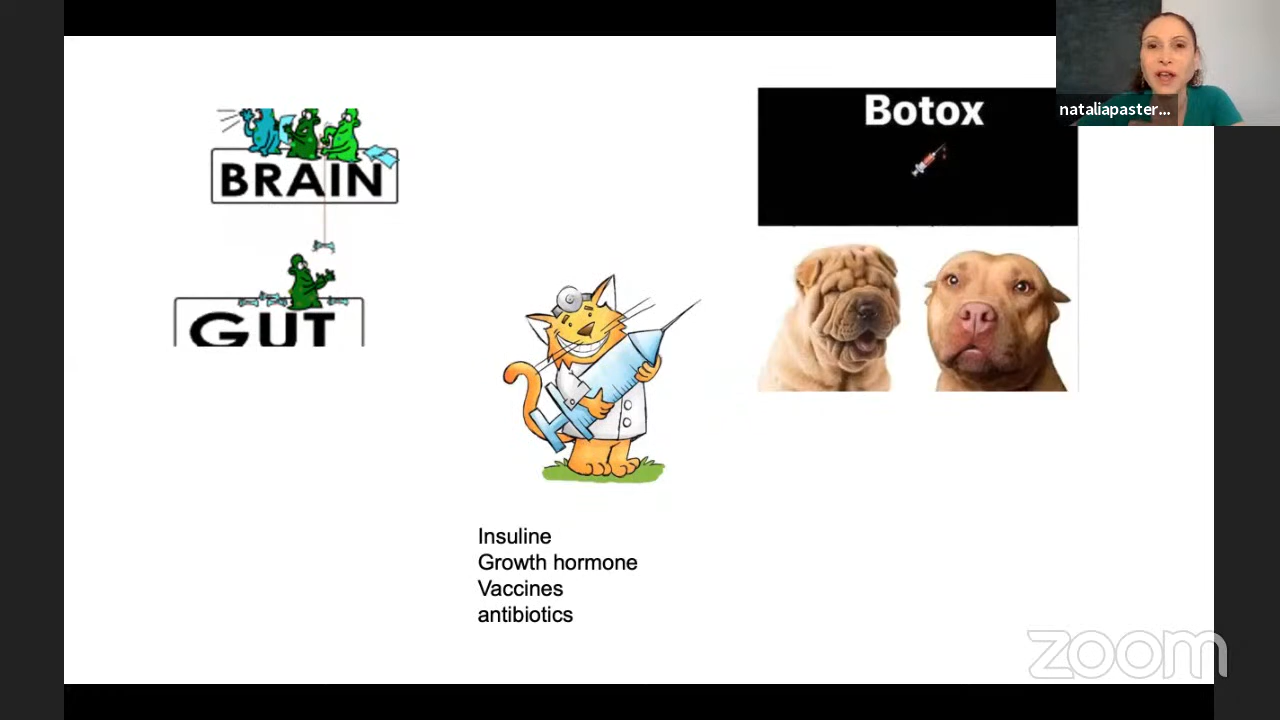 BRAIN
GUT
Botox
nataliapaster...
Insuline
Growth hormone
Vaccines
antibiotics
zoom